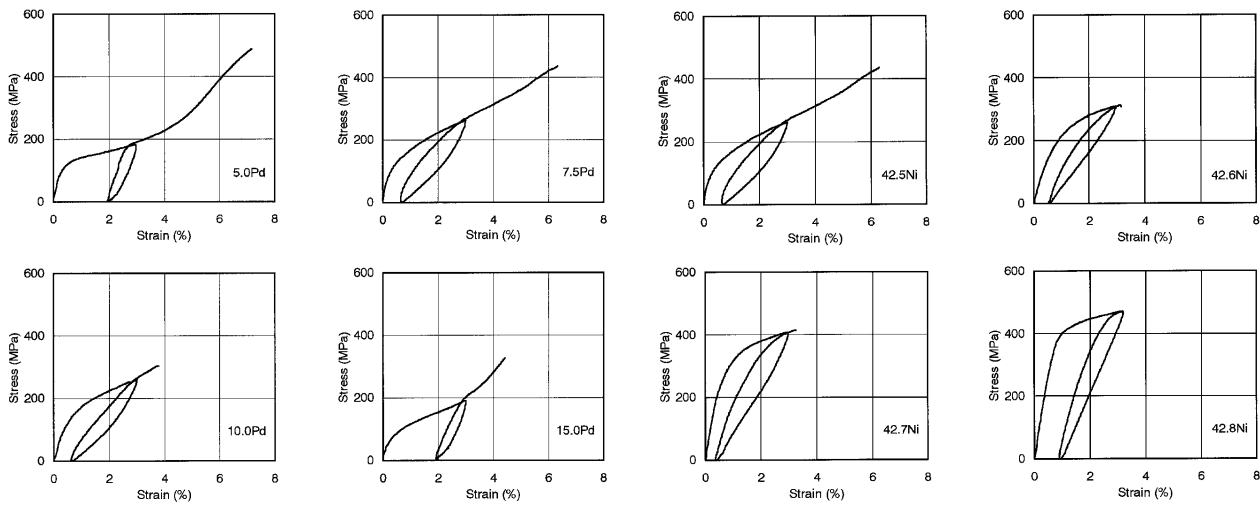 600
400
200
0
Stress (MPa)
5.0Pd
0 2 4 6 8
Strain (%)
600
400
200
0
Stress (MPa)
7.5Pd
0 2 4 6 8
Strain (%)
600
400
200
0
Stress (MPa)
42.5Ni
0 2 4 6 8
Strain (%)
600
400
200
0
Stress (MPa)
42.6Ni
0 2 4 6 8
Strain (%)
600
400
200
0
Stress (MPa)
10.0Pd
0 2 4 6 8
Strain (%)
600
400
200
0
Stress (MPa)
15.0Pd
0 2 4 6 8
Strain (%)
600
400
200
0
Stress (MPa)
42.7Ni
0 2 4 6 8
Strain (%)
600
400
200
0
Stress (MPa)
42.8Ni
0 2 4 6 8
Strain (%)